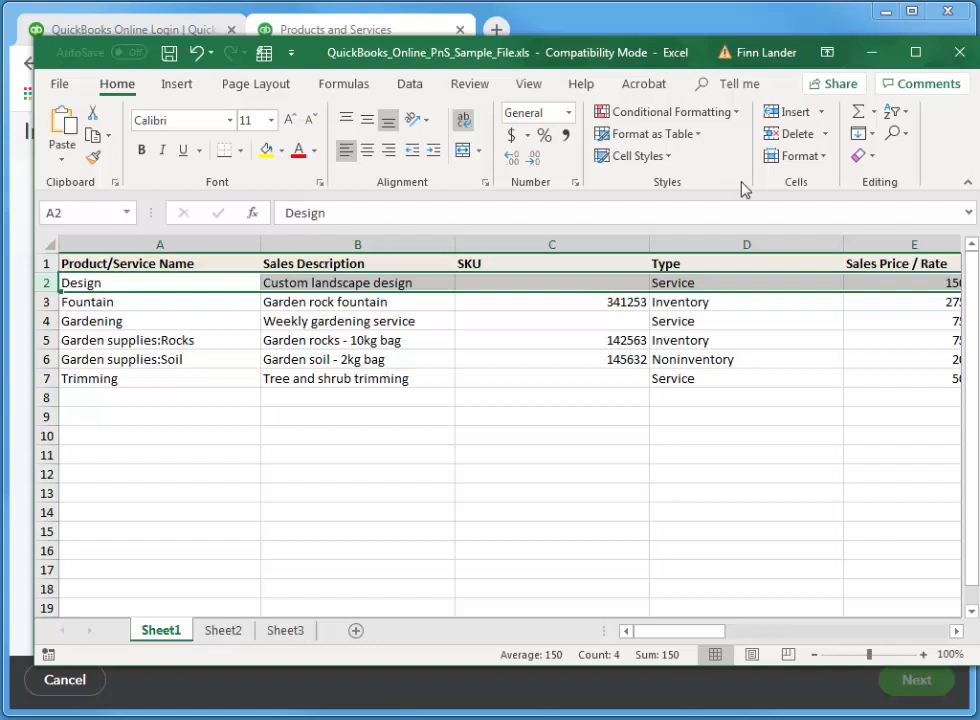 QuickBooks Online Login | Quick
Products and Services
AutoSave Off
QuickBooks_Online_PnS_Sample_File.xls - Compatibility Mode - Excel
Finn Lander
File Home Insert Page Layout Formulas Data Review View Help Acrobat Tell me Share Comments
Paste
Calibri 11
General
Conditional Formatting
Insert
B I U A
$ % ,
Format as Table
Delete
Cell Styles
Format
Clipboard Font Alignment Number Styles Cells Editing
A2 fx Design
A B C D E
1 Product/Service Name Sales Description SKU Type Sales Price / Rate
2 Design Custom landscape design Service 150
3 Fountain Garden rock fountain 341253 Inventory 275
4 Gardening Weekly gardening service Service 75
5 Garden supplies:Rocks Garden rocks - 10kg bag 142563 Inventory 75
6 Garden supplies:Soil Garden soil - 2kg bag 145632 Noninventory 20
7 Trimming Tree and shrub trimming Service 50
8
9
10
11
12
13
14
15
16
17
18
19
Sheet1 Sheet2 Sheet3
Average: 150 Count: 4 Sum: 150 100%
Cancel Next